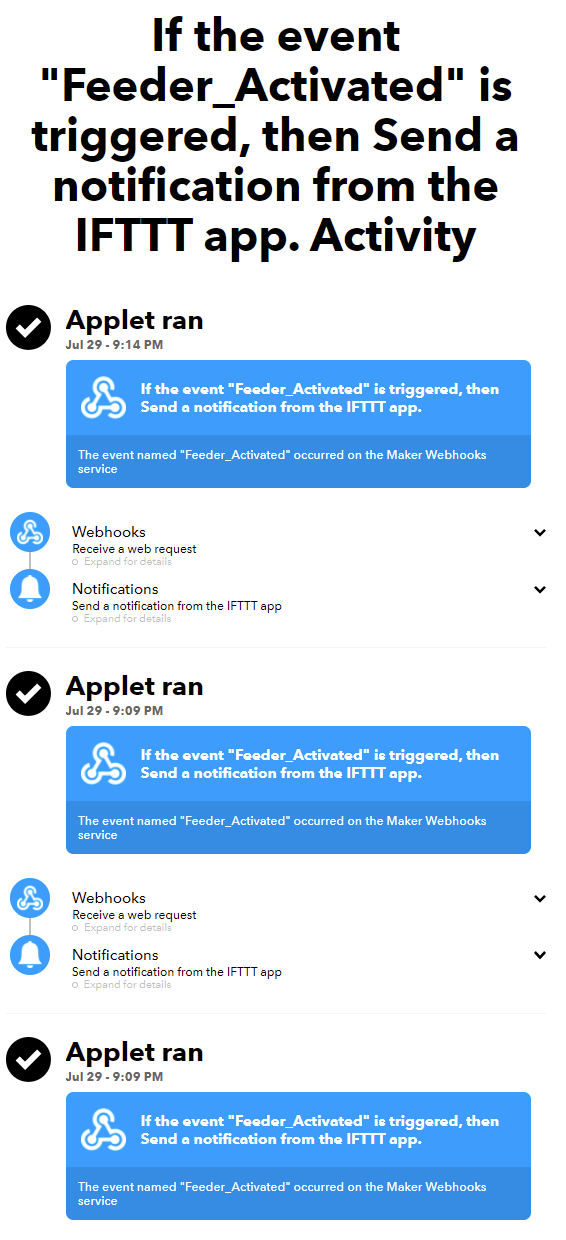 If the event
"Feeder_Activated" is
triggered, then Send a
notification from the
IFTTT app. Activity
Applet ran
Jul 29 - 9:14 PM
If the event "Feeder_Activated" is triggered, then
Send a notification from the IFTTT app.
The event named "Feeder_Activated" occurred on the Maker Webhooks
service
Webhooks
Receive a web request
Expand for details
Notifications
Send a notification from the IFTTT app
Expand for details
Applet ran
Jul 29 - 9:09 PM
If the event "Feeder_Activated" is triggered, then
Send a notification from the IFTTT app.
The event named "Feeder_Activated" occurred on the Maker Webhooks
service
Webhooks
Receive a web request
Expand for details
Notifications
Send a notification from the IFTTT app
Expand for details
Applet ran
Jul 29 - 9:09 PM
If the event "Feeder_Activated" is triggered, then
Send a notification from the IFTTT app.
The event named "Feeder_Activated" occurred on the Maker Webhooks
service